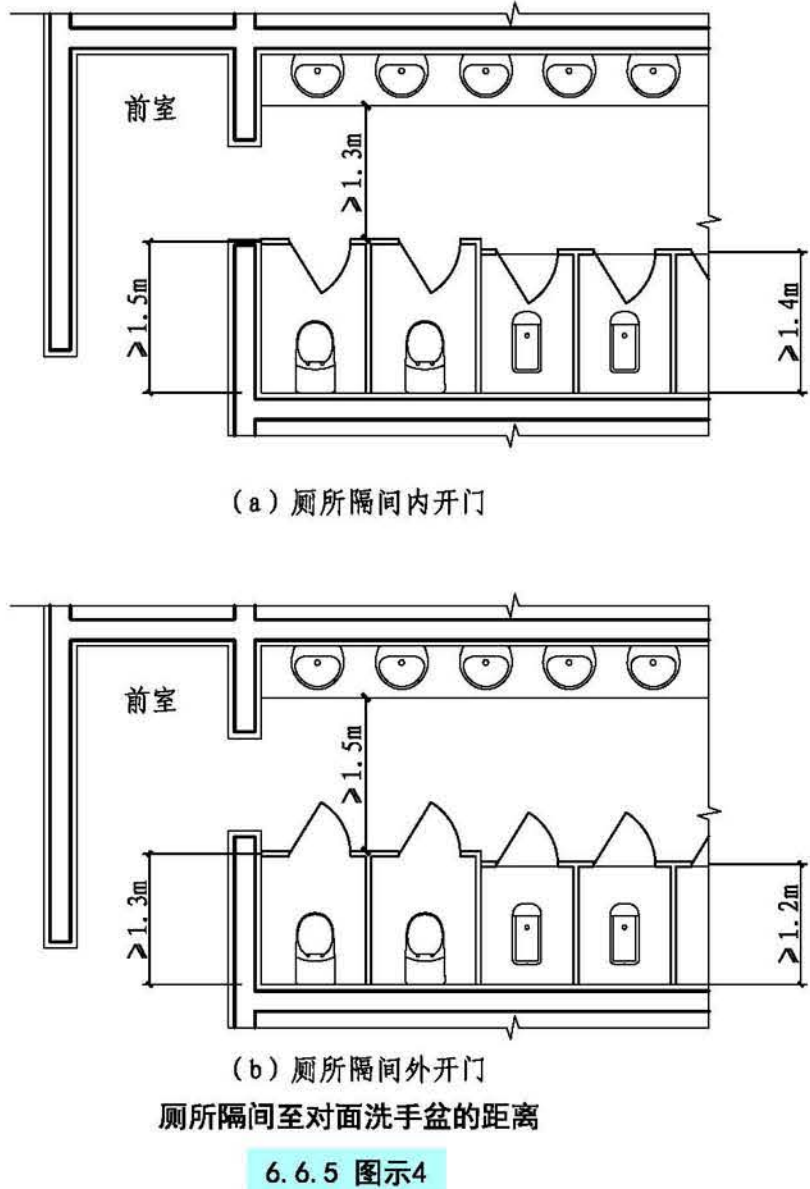 前室
≥1.3m
≥1.5m
≥1.4m
(a)厕所隔间内开门
前室
≥1.5m
≥1.3m
≥1.2m
(b)厕所隔间外开门
厕所隔间至对面洗手盆的距离
6.6.5 图示4